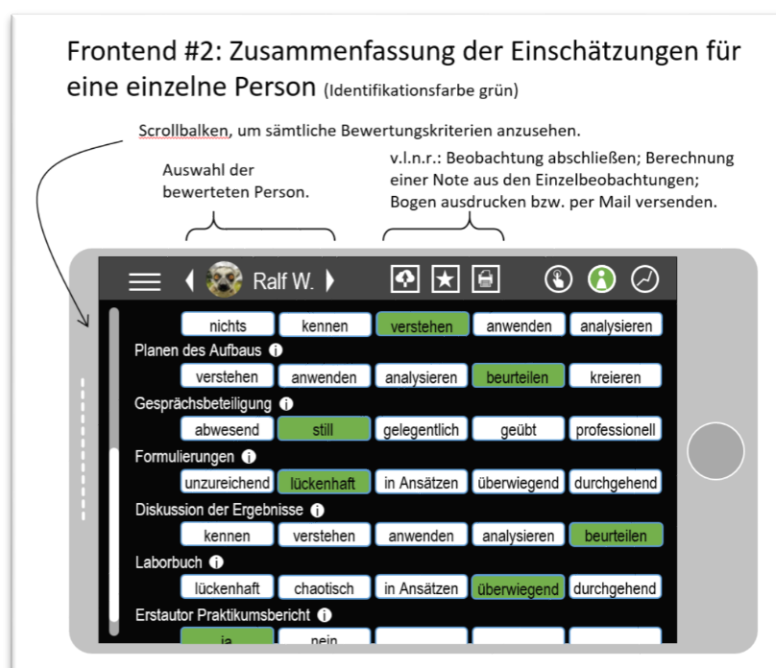 Frontend #2: Zusammenfassung der Einschätzungen für
eine einzelne Person (Identifikationsfarbe grün)
Scrollbalken, um sämtliche Bewertungskriterien anzusehen.
Auswahl der
bewerteten Person.
v.l.n.r.: Beobachtung abschließen; Berechnung
einer Note aus den Einzelbeobachtungen;
Bogen ausdrucken bzw. per Mail versenden.
Ralf W.
nichts kennen verstehen anwenden analysieren
Planen des Aufbaus i
verstehen anwenden analysieren beurteilen kreieren
Gesprächsbeteiligung i
abwesend still gelegentlich geübt professionell
Formulierungen i
unzureichend lückenhaft in Ansätzen überwiegend durchgehend
Diskussion der Ergebnisse i
kennen verstehen anwenden analysieren beurteilen
Laborbuch i
lückenhaft chaotisch in Ansätzen überwiegend durchgehend
Erstautor Praktikumsbericht i
ja nein